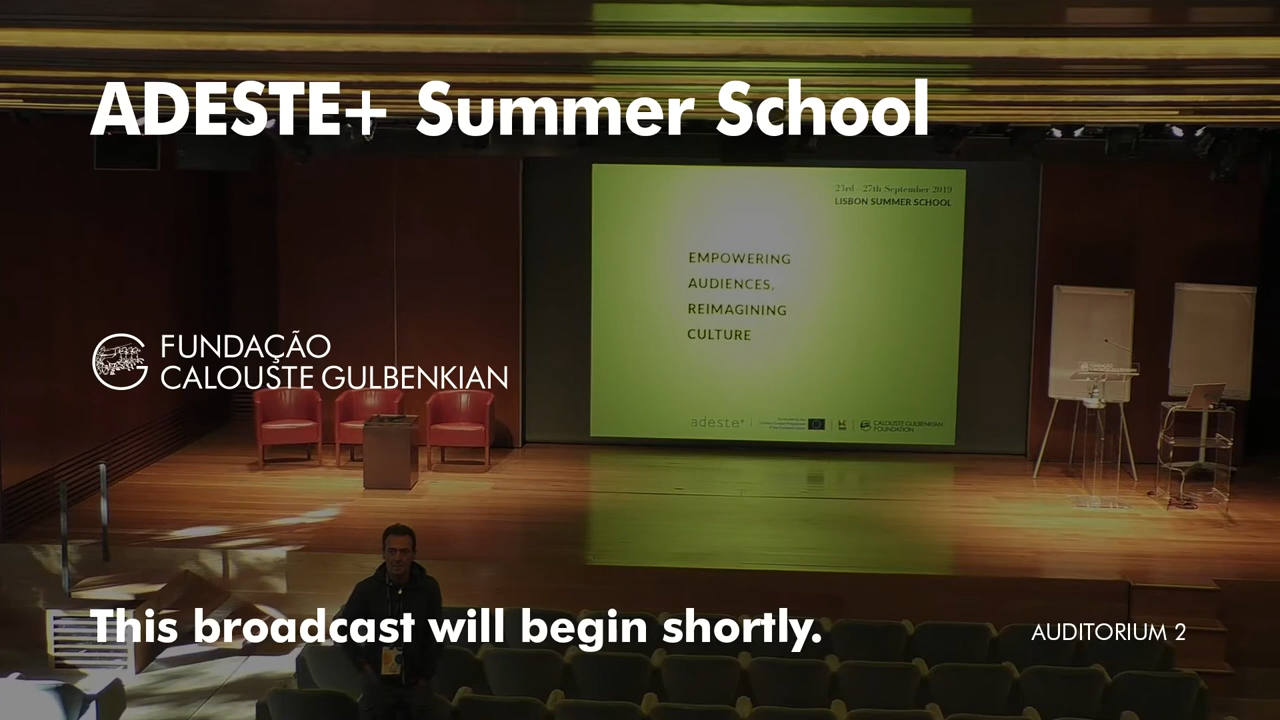 ADESTE+ Summer School
23rd - 27th September 2019
LISBON SUMMER SCHOOL
EMPOWERING
AUDIENCES,
REIMAGINING
CULTURE
FUNDAÇÃO
CALOUSTE GULBENKIAN
adeste+
CALOUSTE GULBENKIAN
FOUNDATION
This broadcast will begin shortly.
AUDITORIUM 2